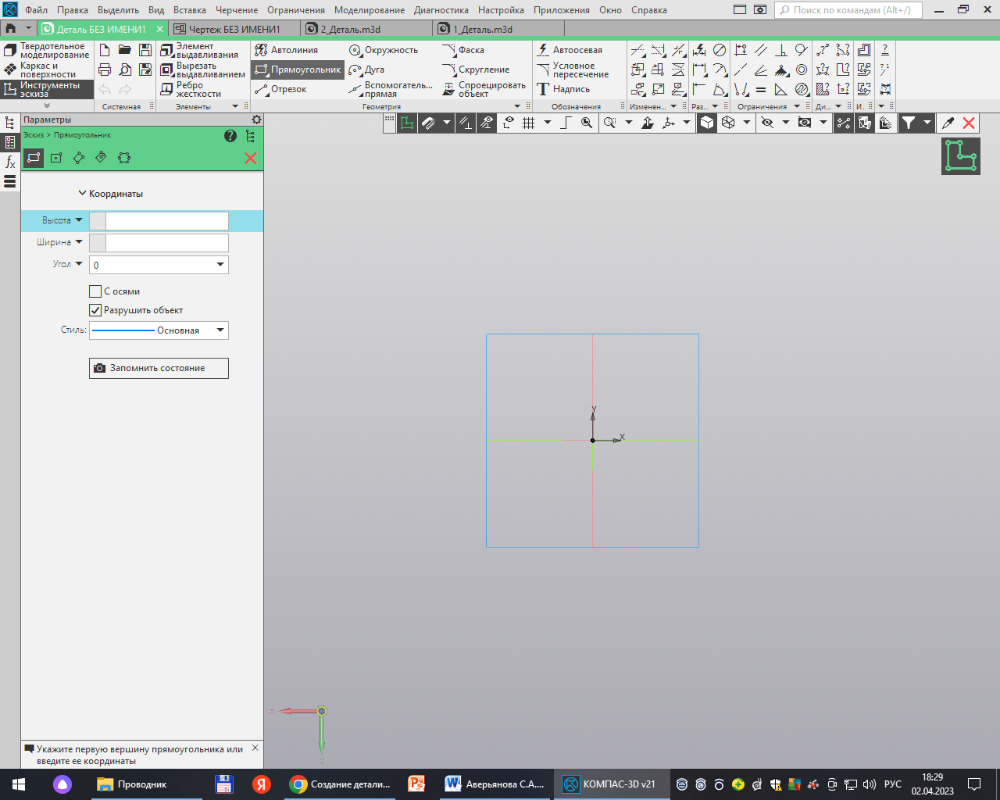 Файл Правка Выделить Вид Вставка Черчение Ограничения Моделирование Диагностика Настройка Приложения Окно Справка Поиск по командам (Alt+/)
Деталь БЕЗ ИМЕНИ1 Чертеж БЕЗ ИМЕНИ1 2_Деталь.m3d 1_Деталь.m3d
Твердотельное моделирование
Каркас и поверхности
Инструменты эскиза
Системная
Элемент выдавливания
Вырезать выдавливанием
Ребро жесткости
Элементы
Автолиния Окружность Фаска
Прямоугольник Дуга Скругление
Отрезок Вспомогатель... прямая Спроецировать объект
Геометрия
Автоосевая
Условное пересечение
Надпись
Обозначения
Изменен... Раз... Ограничения Ди... И.
Параметры
Эскиз > Прямоугольник
Координаты
Высота
Ширина
Угол 0
С осями
Разрушить объект
Стиль: Основная
Запомнить состояние
Y
X
X
Укажите первую вершину прямоугольника или
введите ее координаты
Проводник Создание детали... Аверьянова С.А.... КОМПАС-3D v21 РУС 18:29
02.04.2023